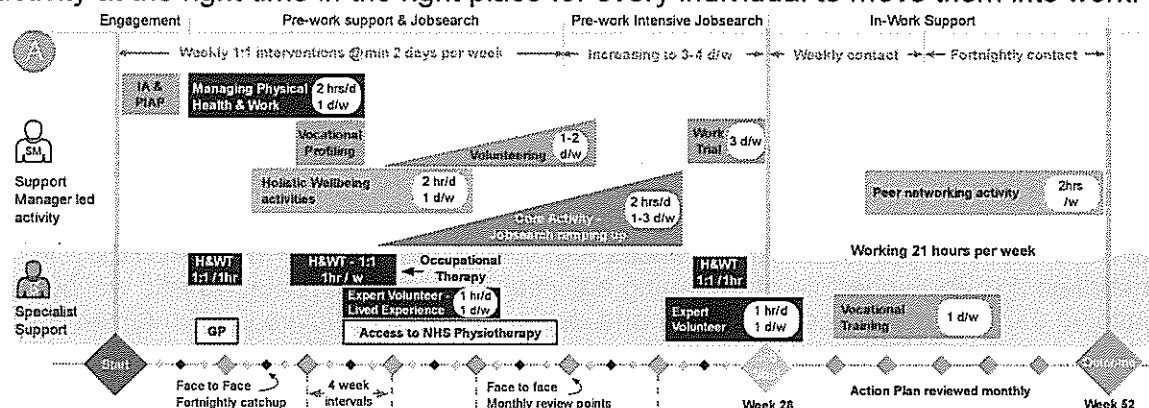 activity at the right time in the right place for every individual to move them into work.
Engagement
Pre-work support & Jobsearch
Pre-work Intensive Jobsearch
In-Work Support
A
Weekly 1:1 interventions @min 2 days per week
Increasing to 3-4 d/w
Weekly contact
Fortnightly contact
IA &
PIAP
Managing Physical
Health & Work
2 hrs/d
1 d/w
SM
Support
Manager led
activity
Vocational
Profiling
Volunteering
1-2
d/w
Work
Trial
3 d/w
Holistic Wellbeing
activities
2 hr/d
1 d/w
Core Activity -
Jobsearch ramping up
2 hrs/d
1-3 d/w
Peer networking activity
2hrs
/w
Working 21 hours per week
Specialist
Support
H&WT
1:1 / 1hr
H&WT - 1:1
1hr / w
Occupational
Therapy
H&WT
1:1 / 1hr
Expert Volunteer -
Lived Experience
1 hr/d
1 d/w
Expert
Volunteer
1 hr/d
1 d/w
Vocational
Training
1 d/w
GP
Access to NHS Physiotherapy
Start
Outcome
Face to Face
Fortnightly catchup
4 week
intervals
Face to face
Monthly review points
Week 28
Action Plan reviewed monthly
Week 52